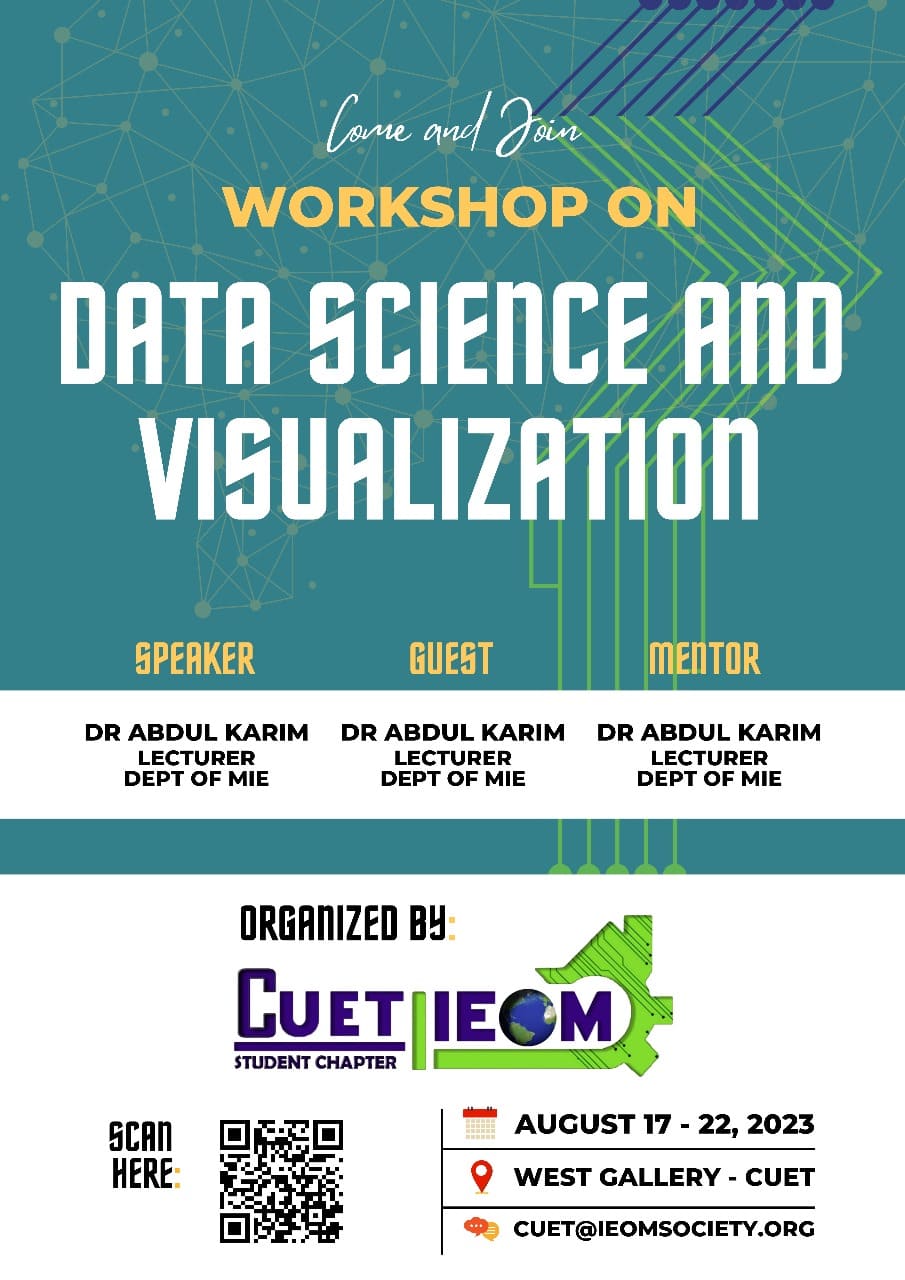 Come and Join
WORKSHOP ON
DATA SCIENCE AND
VISUALIZATION
SPEAKER
DR ABDUL KARIM
LECTURER
DEPT OF MIE
GUEST
DR ABDUL KARIM
LECTURER
DEPT OF MIE
MENTOR
DR ABDUL KARIM
LECTURER
DEPT OF MIE
ORGANIZED BY:
CUET IEOM
STUDENT CHAPTER
SCAN
HERE:
AUGUST 17 - 22, 2023
WEST GALLERY - CUET
CUET@IEOMSOCIETY.ORG